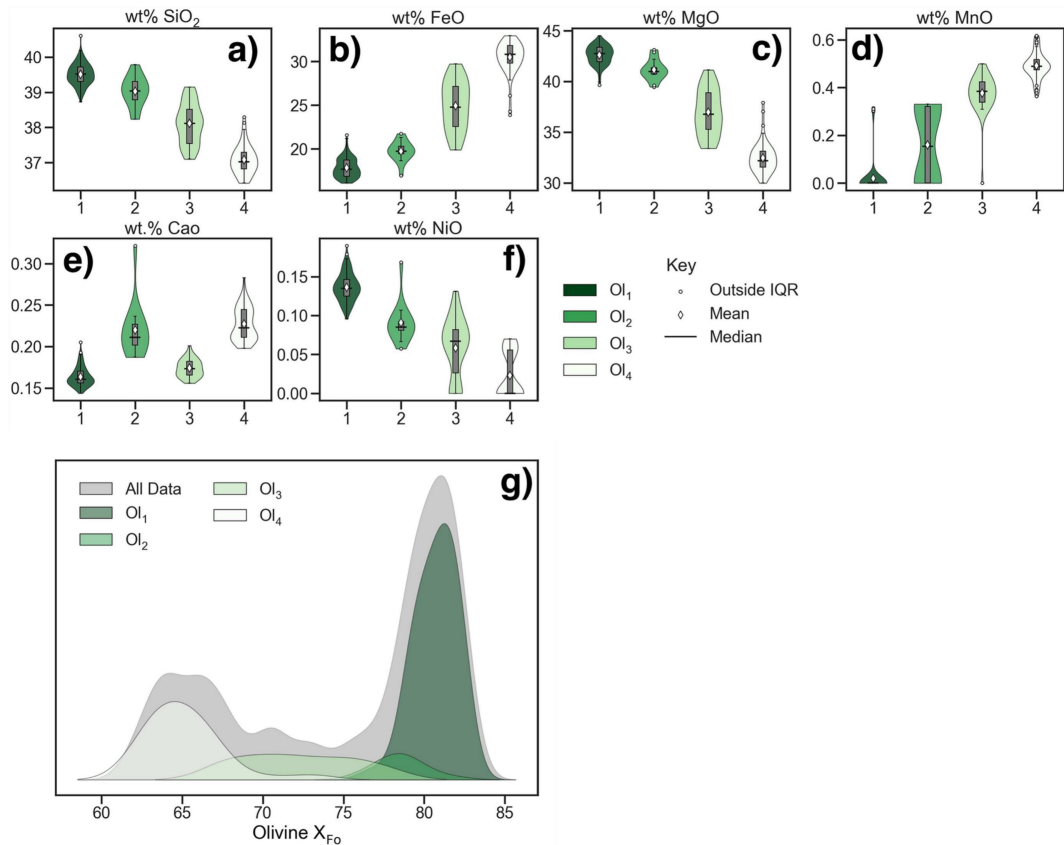 wt% SiO₂
a)
40
39
38
37
1 2 3 4
wt% FeO
b)
30
25
20
1 2 3 4
wt% MgO
c)
45
40
35
30
1 2 3 4
wt% MnO
d)
0.6
0.4
0.2
0.0
1 2 3 4
wt.% Cao
e)
0.30
0.25
0.20
0.15
1 2 3 4
wt% NiO
f)
0.15
0.10
0.05
0.00
1 2 3 4
Key
Ol₁
Ol₂
Ol₃
Ol₄
Outside IQR
Mean
Median
g)
All Data
Ol₁
Ol₂
Ol₃
Ol₄
60 65 70 75 80 85
Olivine X_Fo